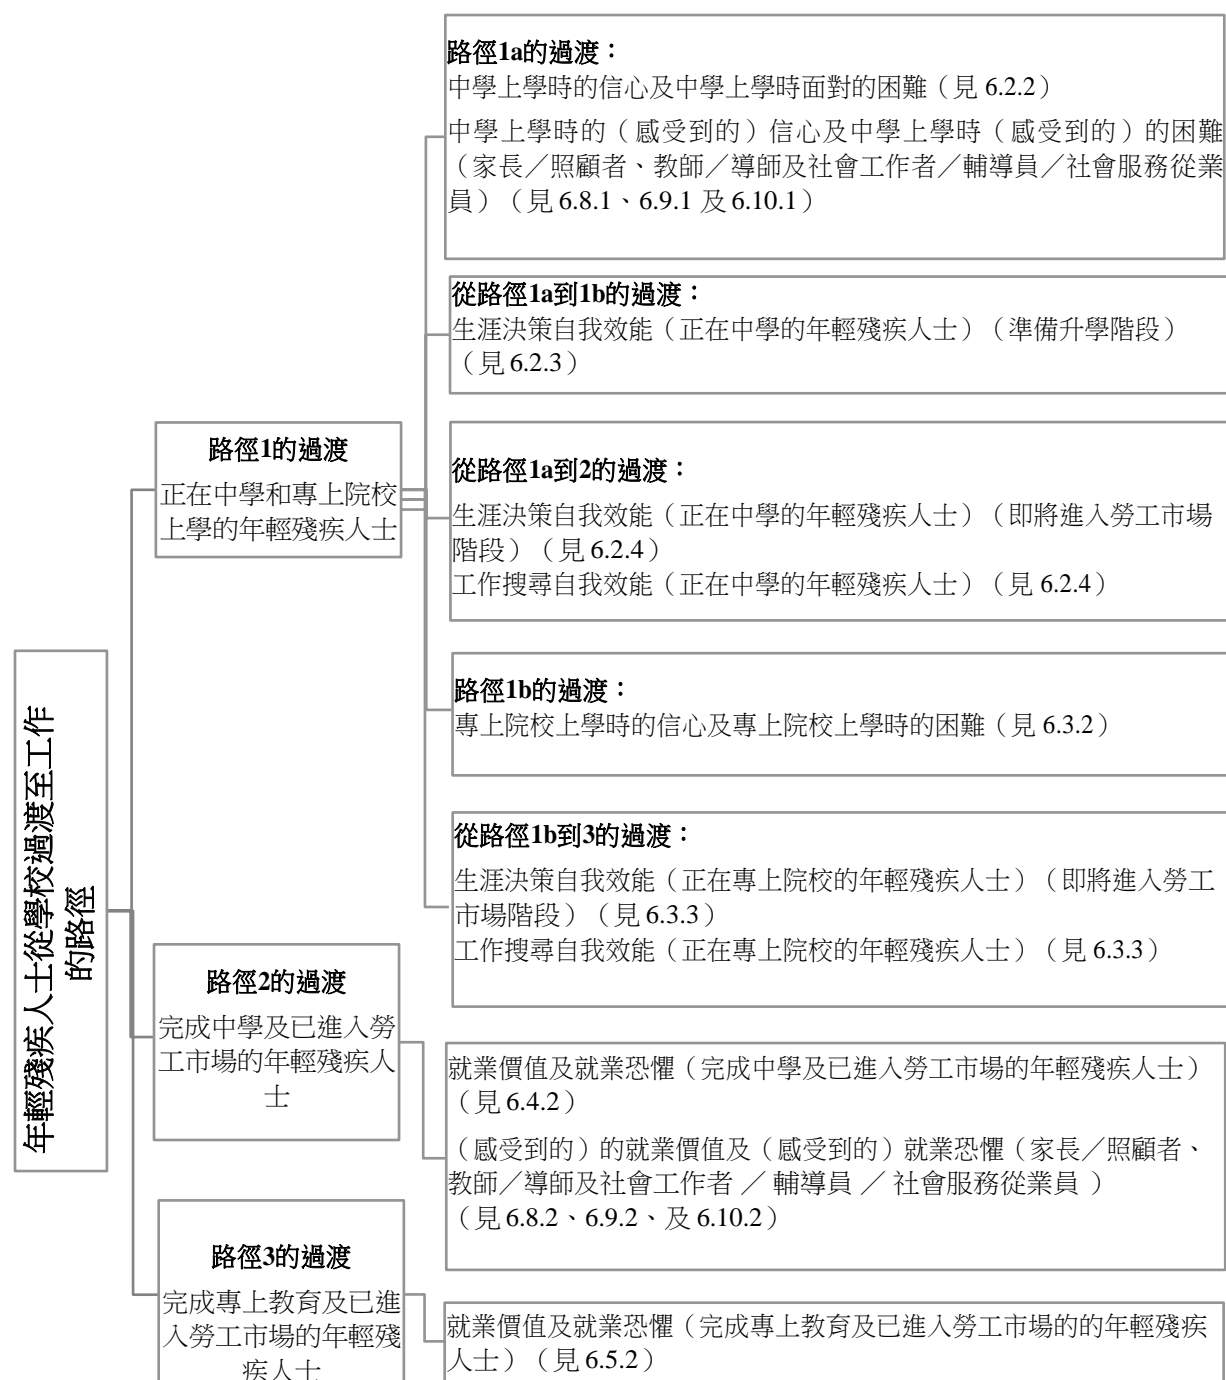 年輕殘疾人士從學校過渡至工作
的路徑
路徑1的過渡
正在中學和專上院校
上學的年輕殘疾人士
路徑1a的過渡：
中學上學時的信心及中學上學時面對的困難（見 6.2.2）
中學上學時的（感受到的）信心及中學上學時（感受到的）的困難
（家長／照顧者、教師／導師及社會工作者／輔導員／社會服務從業
員）（見 6.8.1、6.9.1 及 6.10.1）
從路徑1a到1b的過渡：
生涯決策自我效能（正在中學的年輕殘疾人士）（準備升學階段）
（見 6.2.3）
從路徑1a到2的過渡：
生涯決策自我效能（正在中學的年輕殘疾人士）（即將進入勞工市場
階段）（見 6.2.4）
工作搜尋自我效能（正在中學的年輕殘疾人士）（見 6.2.4）
路徑1b的過渡：
專上院校上學時的信心及專上院校上學時的困難（見 6.3.2）
從路徑1b到3的過渡：
生涯決策自我效能（正在專上院校的年輕殘疾人士）（即將進入勞工
市場階段）（見 6.3.3）
工作搜尋自我效能（正在專上院校的年輕殘疾人士）（見 6.3.3）
路徑2的過渡
完成中學及已進入勞
工市場的年輕殘疾人
士
就業價值及就業恐懼（完成中學及已進入勞工市場的年輕殘疾人士）
（見 6.4.2）
（感受到的）的就業價值及（感受到的）就業恐懼（家長／照顧者、
教師／導師及社會工作者 ／ 輔導員 ／ 社會服務從業員 ）
（見 6.8.2、6.9.2、及 6.10.2）
路徑3的過渡
完成專上教育及已進
入勞工市場的年輕殘
疾人士
就業價值及就業恐懼（完成專上教育及已進入勞工市場的的年輕殘疾
人士）（見 6.5.2）